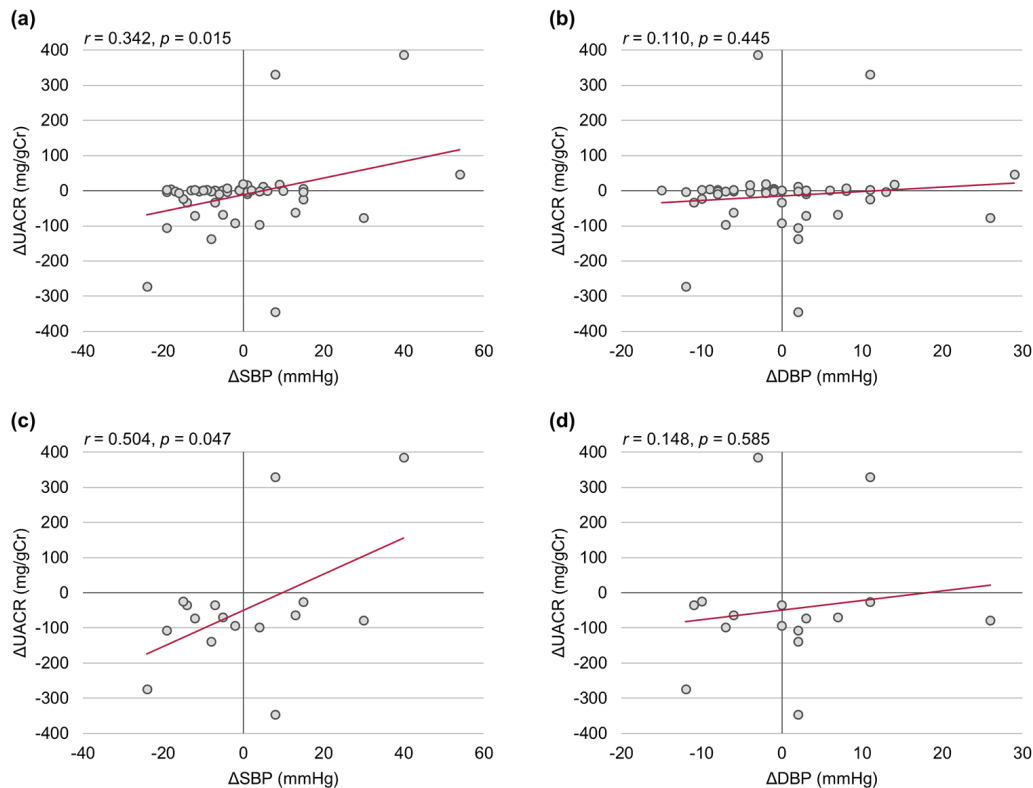 (a)
r = 0.342, p = 0.015
400
300
200
100
0
-100
-200
-300
-400
ΔUACR (mg/gCr)
-40 -20 0 20 40 60
ΔSBP (mmHg)
(b)
r = 0.110, p = 0.445
400
300
200
100
0
-100
-200
-300
-400
ΔUACR (mg/gCr)
-20 -10 0 10 20 30
ΔDBP (mmHg)
(c)
r = 0.504, p = 0.047
400
300
200
100
0
-100
-200
-300
-400
ΔUACR (mg/gCr)
-40 -20 0 20 40 60
ΔSBP (mmHg)
(d)
r = 0.148, p = 0.585
400
300
200
100
0
-100
-200
-300
-400
ΔUACR (mg/gCr)
-20 -10 0 10 20 30
ΔDBP (mmHg)